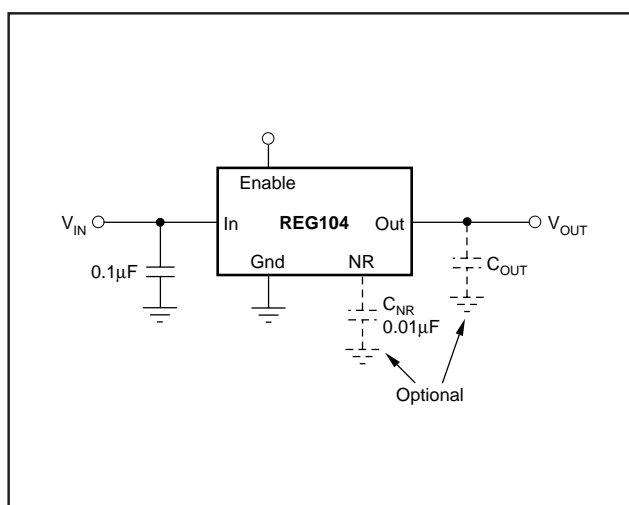 Enable
V_IN
In
REG104
Out
V_OUT
0.1µF
Gnd
NR
C_OUT
C_NR
0.01µF
Optional